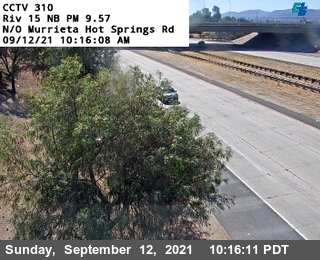 CCTV 310
Riv 15 NB PM 9.57
N/O Murrieta Hot Springs Rd
09/12/21 10:16:08 AM
Sunday, September 12, 2021 10:16:11 PDT